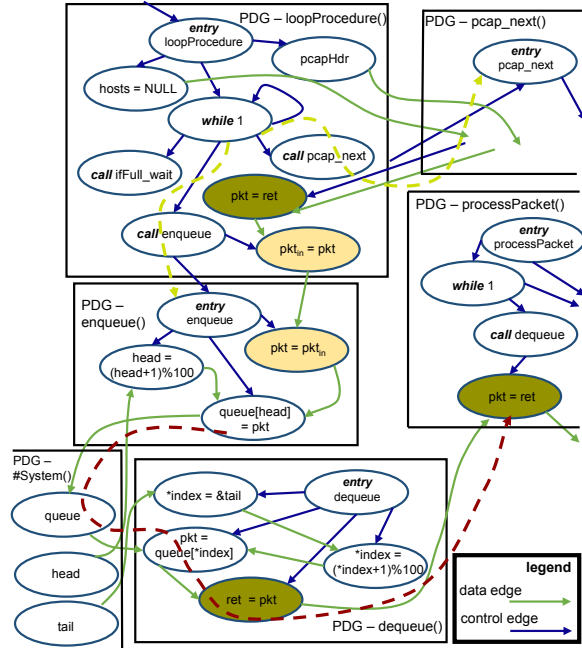 PDG – loopProcedure()
entry
loopProcedure
pcapHdr
hosts = NULL
while 1
call ifFull_wait
call pcap_next
pkt = ret
call enqueue
pktin = pkt
PDG – pcap_next()
entry
pcap_next
PDG – processPacket()
entry
processPacket
while 1
call dequeue
pkt = ret
PDG –
enqueue()
entry
enqueue
head =
(head+1)%100
pkt = pktin
queue[head]
= pkt
PDG –
#System()
queue
head
tail
*index = &tail
entry
dequeue
pkt =
queue[*index]
*index =
(*index+1)%100
ret = pkt
PDG – dequeue()
legend
data edge
control edge